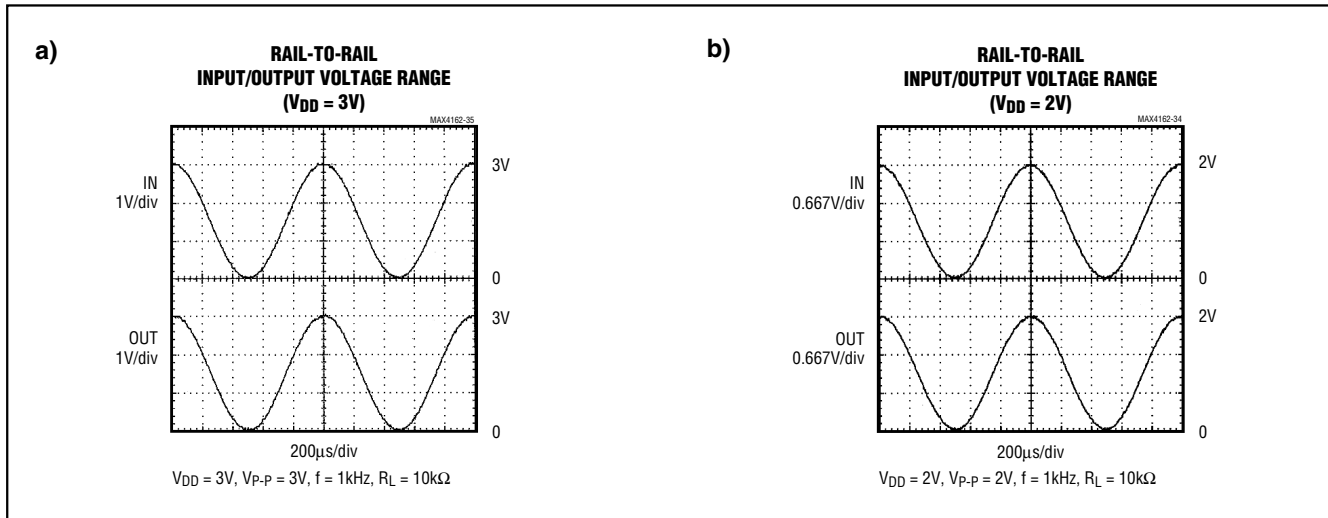 a)
RAIL-TO-RAIL
INPUT/OUTPUT VOLTAGE RANGE
(VDD = 3V)
MAX4162-35
IN
1V/div
3V
0
OUT
1V/div
3V
0
200μs/div
VDD = 3V, VP-P = 3V, f = 1kHz, RL = 10kΩ
b)
RAIL-TO-RAIL
INPUT/OUTPUT VOLTAGE RANGE
(VDD = 2V)
MAX4162-34
IN
0.667V/div
2V
0
OUT
0.667V/div
2V
0
200μs/div
VDD = 2V, VP-P = 2V, f = 1kHz, RL = 10kΩ